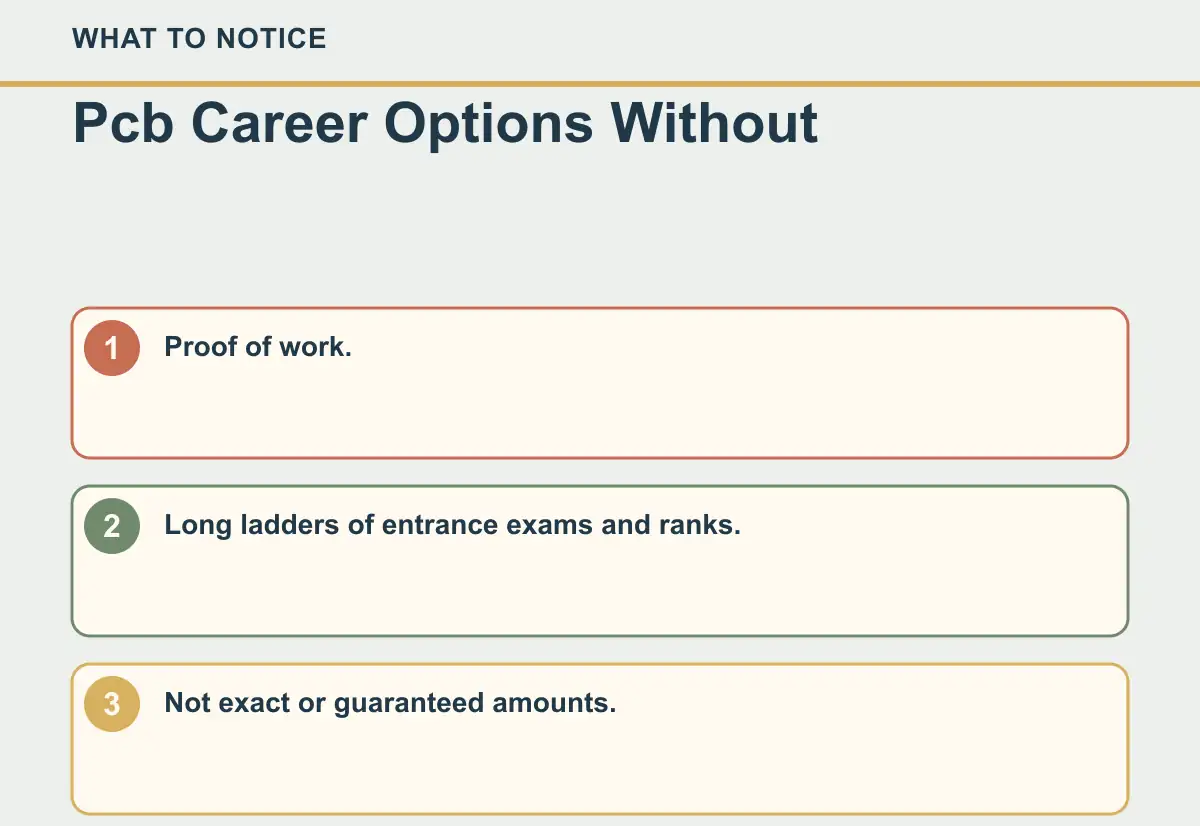 WHAT TO NOTICE
Pcb Career Options Without
1
Proof of work.
2
Long ladders of entrance exams and ranks.
3
Not exact or guaranteed amounts.